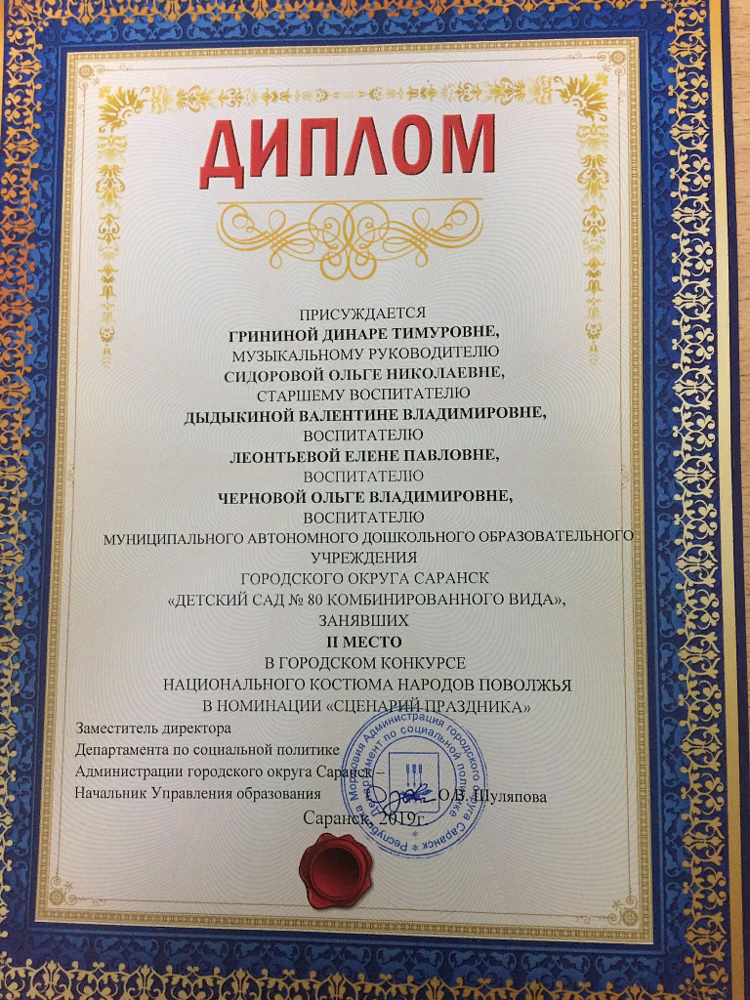 ДИПЛОМ
ПРИСУЖДАЕТСЯ
ГРИНИНОЙ ДИНАРЕ ТИМУРОВНЕ,
МУЗЫКАЛЬНОМУ РУКОВОДИТЕЛЮ
СИДОРОВОЙ ОЛЬГЕ НИКОЛАЕВНЕ,
СТАРШЕМУ ВОСПИТАТЕЛЮ
ДЫДЫКИНОЙ ВАЛЕНТИНЕ ВЛАДИМИРОВНЕ,
ВОСПИТАТЕЛЮ
ЛЕОНТЬЕВОЙ ЕЛЕНЕ ПАВЛОВНЕ,
ВОСПИТАТЕЛЮ
ЧЕРНОВОЙ ОЛЬГЕ ВЛАДИМИРОВНЕ,
ВОСПИТАТЕЛЮ
МУНИЦИПАЛЬНОГО АВТОНОМНОГО ДОШКОЛЬНОГО ОБРАЗОВАТЕЛЬНОГО
УЧРЕЖДЕНИЯ
ГОРОДСКОГО ОКРУГА САРАНСК
«ДЕТСКИЙ САД № 80 КОМБИНИРОВАННОГО ВИДА»,
ЗАНЯВШИХ
II МЕСТО
В ГОРОДСКОМ КОНКУРСЕ
НАЦИОНАЛЬНОГО КОСТЮМА НАРОДОВ ПОВОЛЖЬЯ
В НОМИНАЦИИ «СЦЕНАРИЙ ПРАЗДНИКА»
Заместитель директора
Департамента по социальной политике
Администрации городского округа Саранск –
Начальник Управления образования О.В. Шуляпова
Саранск, 2019г.
Республика Мордовия Администрация городского округа Саранск *
Департамент по социальной политике *